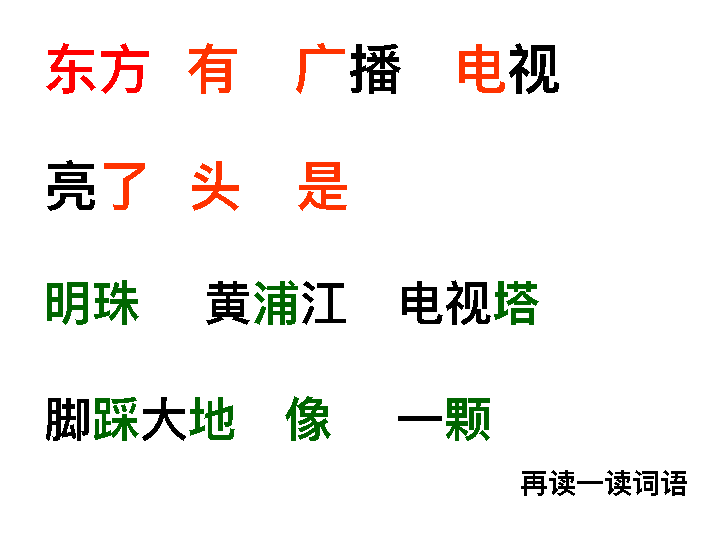 东方 有 广播 电视
亮了 头 是
明珠 黄浦江 电视塔
脚踩大地 像 一颗
再读一读词语